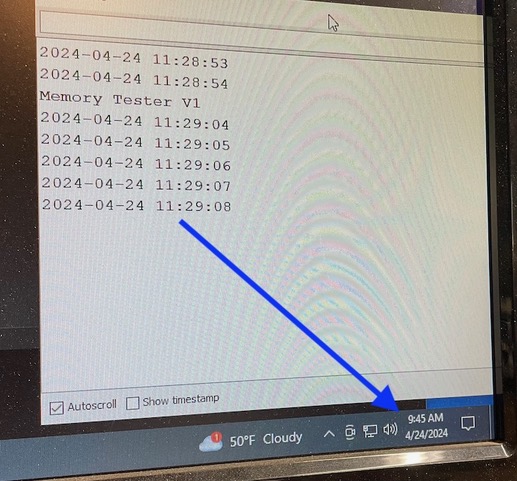 2024-04-24 11:28:53
2024-04-24 11:28:54
Memory Tester V1
2024-04-24 11:29:04
2024-04-24 11:29:05
2024-04-24 11:29:06
2024-04-24 11:29:07
2024-04-24 11:29:08
Autoscroll Show timestamp
1
50°F Cloudy
9:45 AM
4/24/2024